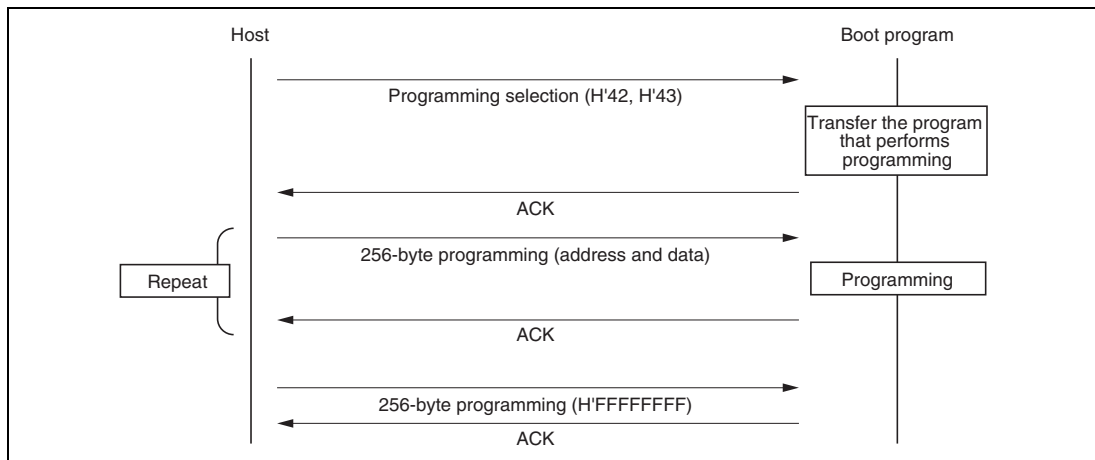 Host
Boot program
Programming selection (H'42, H'43)
Transfer the program
that performs
programming
ACK
256-byte programming (address and data)
Repeat
Programming
ACK
256-byte programming (H'FFFFFFFF)
ACK